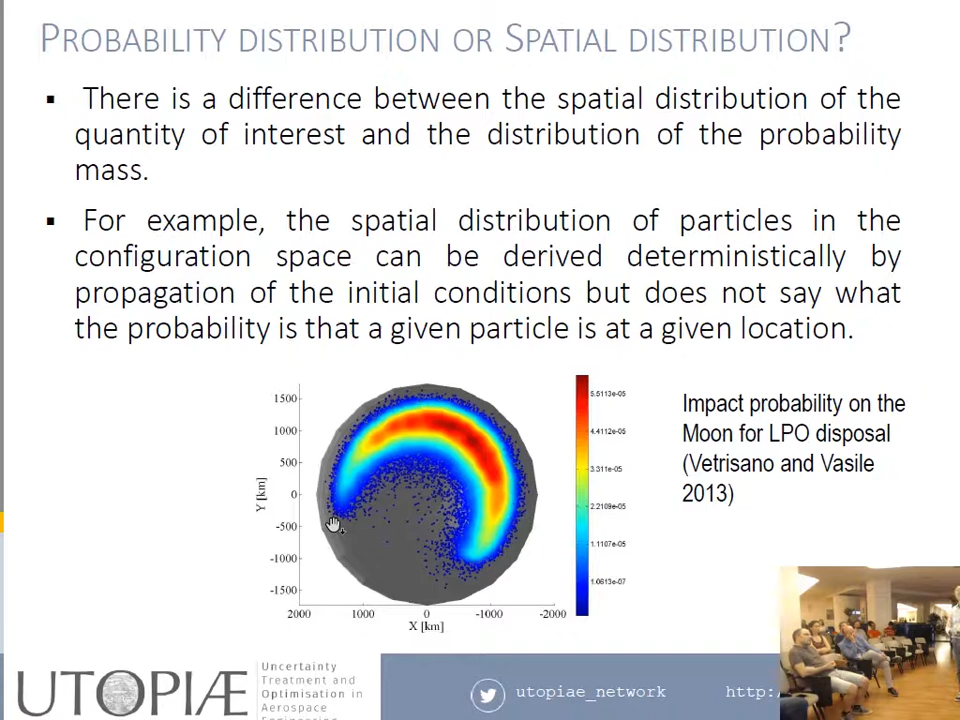 PROBABILITY DISTRIBUTION OR SPATIAL DISTRIBUTION?
▪ There is a difference between the spatial distribution of the
quantity of interest and the distribution of the probability
mass.
▪ For example, the spatial distribution of particles in the
configuration space can be derived deterministically by
propagation of the initial conditions but does not say what
the probability is that a given particle is at a given location.
1500
1000
500
0
-500
-1000
-1500
Y [km]
2000 1000 0 -1000 -2000
X [km]
5.5113e-05
4.4112e-05
3.311e-05
2.2109e-05
1.1107e-05
1.0613e-07
Impact probability on the
Moon for LPO disposal
(Vetrisano and Vasile
2013)
UTOPIÆ
Uncertainty
Treatment and
Optimisation in
Aerospace
Engineering
utopiae_network http: